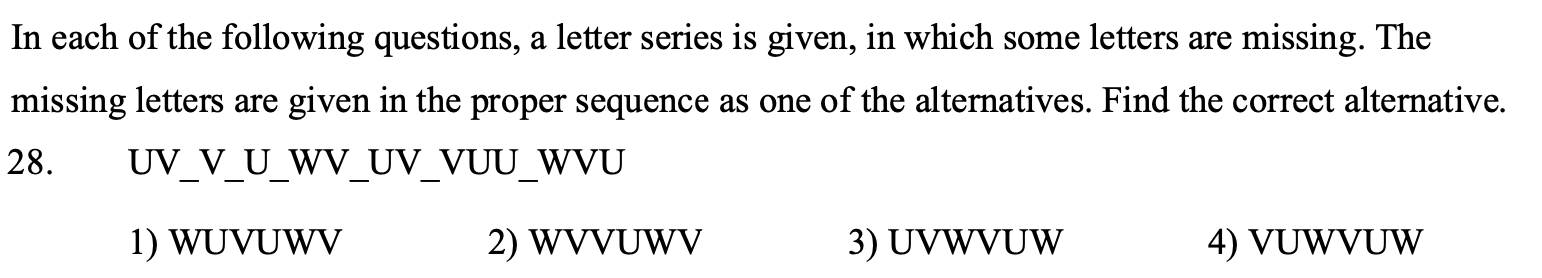 In each of the following questions, a letter series is given, in which some letters are missing. The
missing letters are given in the proper sequence as one of the alternatives. Find the correct alternative.
28. UV_V_U_WV_UV_VUU_WVU
1) WUVUWV 2) WVVUWV 3) UVWVUW 4) VUWVUW